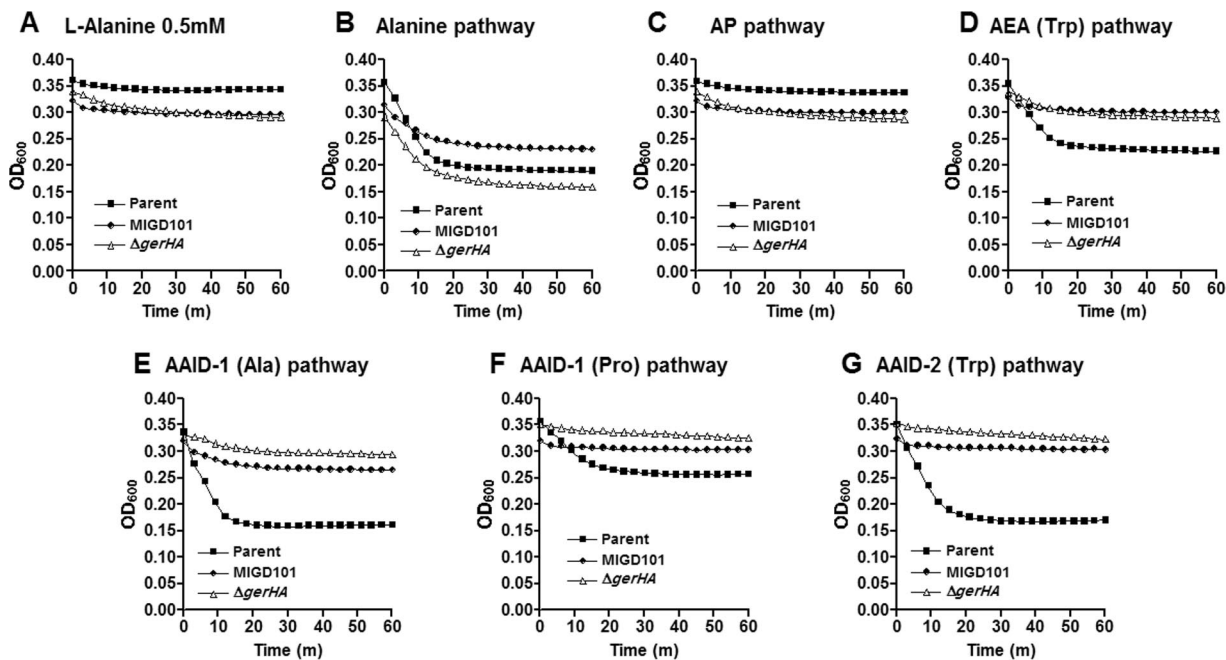 A L-Alanine 0.5mM
OD600
0.40
0.35
0.30
0.25
0.20
0.15
0.10
0.05
0.00
Parent
MIGD101
ΔgerHA
0 10 20 30 40 50 60
Time (m)
B Alanine pathway
OD600
0.40
0.35
0.30
0.25
0.20
0.15
0.10
0.05
0.00
Parent
MIGD101
ΔgerHA
0 10 20 30 40 50 60
Time (m)
C AP pathway
OD600
0.40
0.35
0.30
0.25
0.20
0.15
0.10
0.05
0.00
Parent
MIGD101
ΔgerHA
0 10 20 30 40 50 60
Time (m)
D AEA (Trp) pathway
OD600
0.40
0.35
0.30
0.25
0.20
0.15
0.10
0.05
0.00
Parent
MIGD101
ΔgerHA
0 10 20 30 40 50 60
Time (m)
E AAID-1 (Ala) pathway
OD600
0.40
0.35
0.30
0.25
0.20
0.15
0.10
0.05
0.00
Parent
MIGD101
ΔgerHA
0 10 20 30 40 50 60
Time (m)
F AAID-1 (Pro) pathway
OD600
0.40
0.35
0.30
0.25
0.20
0.15
0.10
0.05
0.00
Parent
MIGD101
ΔgerHA
0 10 20 30 40 50 60
Time (m)
G AAID-2 (Trp) pathway
OD600
0.40
0.35
0.30
0.25
0.20
0.15
0.10
0.05
0.00
Parent
MIGD101
ΔgerHA
0 10 20 30 40 50 60
Time (m)